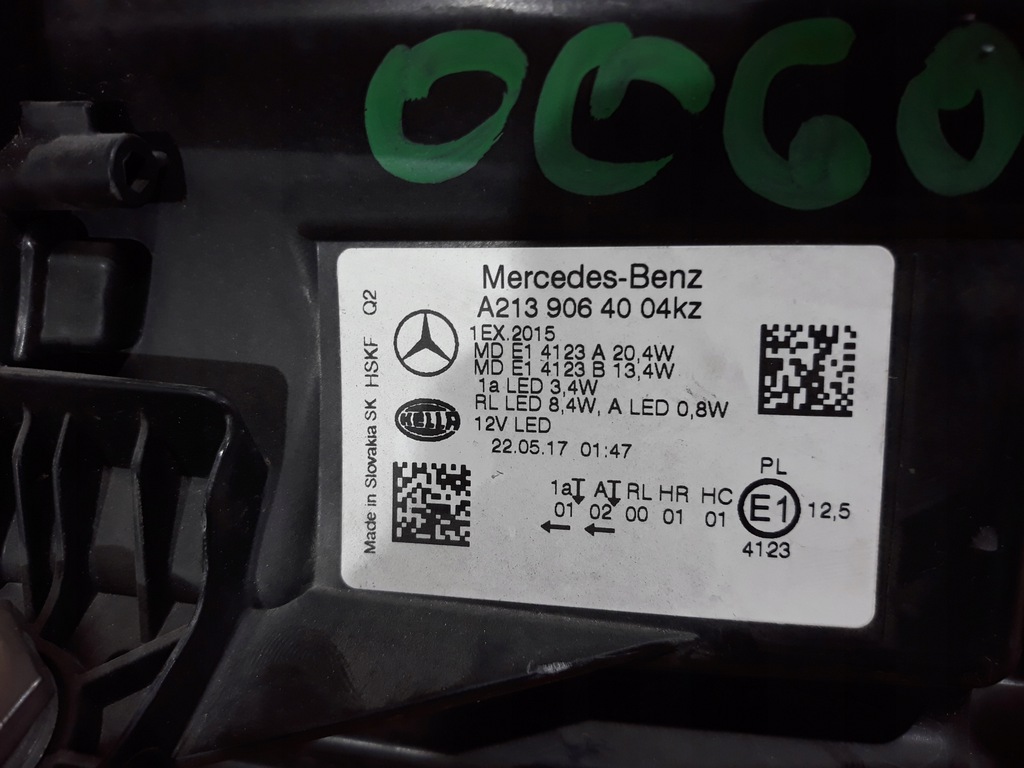 OCGO
Mercedes-Benz
A213 906 40 04kz
1EX.2015
MD E1 4123 A 20,4W
MD E1 4123 B 13,4W
1a LED 3,4W
RL LED 8,4W, A LED 0,8W
12V LED
22.05.17 01:47
HELLA
Made in Slovakia SK HSKF Q2
1a A RL HR HC
01 02 00 01 01
PL
E1 12,5
4123